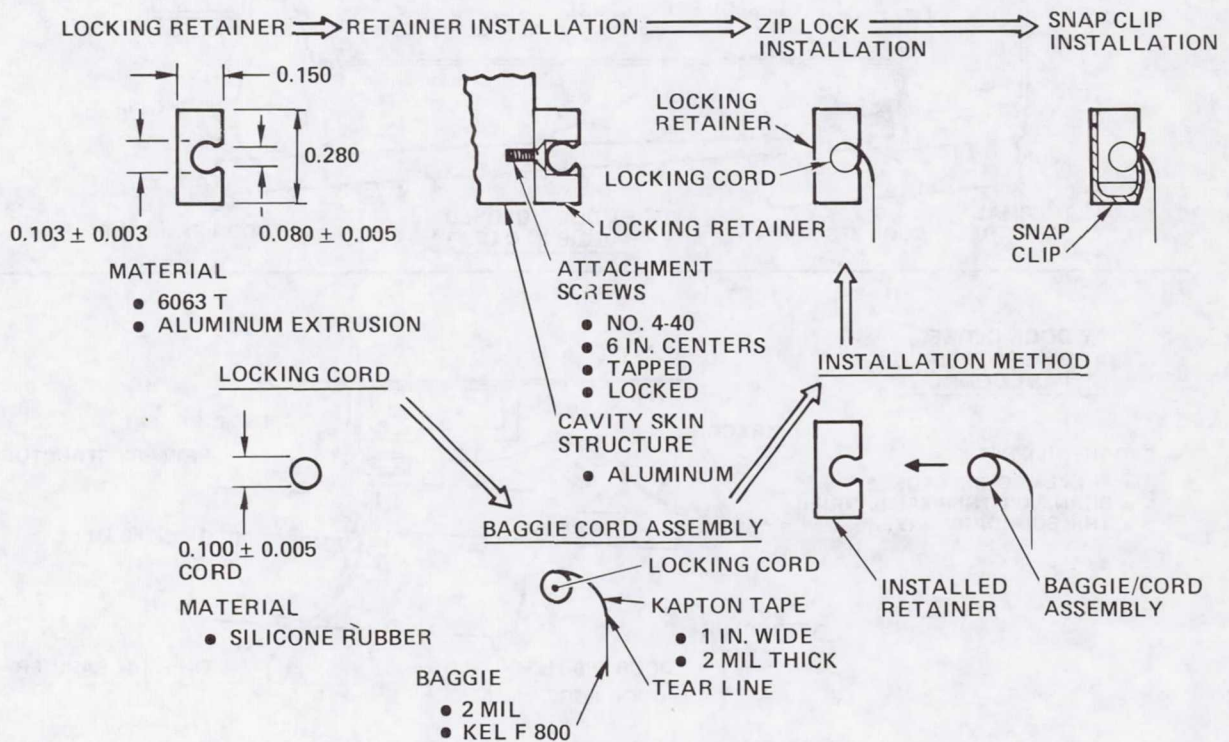 LOCKING RETAINER
RETAINER INSTALLATION
ZIP LOCK
INSTALLATION
SNAP CLIP
INSTALLATION
0.150
0.280
0.103 ± 0.003
0.080 ± 0.005
MATERIAL
• 6063 T
• ALUMINUM EXTRUSION
LOCKING RETAINER
ATTACHMENT
SCREWS
• NO. 4-40
• 6 IN. CENTERS
• TAPPED
• LOCKED
CAVITY SKIN
STRUCTURE
• ALUMINUM
LOCKING
RETAINER
LOCKING CORD
SNAP
CLIP
LOCKING CORD
0.100 ± 0.005
CORD
MATERIAL
• SILICONE RUBBER
BAGGIE CORD ASSEMBLY
LOCKING CORD
KAPTON TAPE
• 1 IN. WIDE
• 2 MIL THICK
TEAR LINE
BAGGIE
• 2 MIL
• KEL F 800
INSTALLATION METHOD
INSTALLED
RETAINER
BAGGIE/CORD
ASSEMBLY